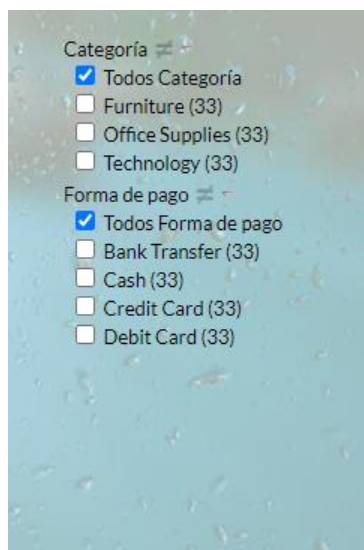 Categoría ≠
Todos Categoría
Furniture (33)
Office Supplies (33)
Technology (33)
Forma de pago ≠
Todos Forma de pago
Bank Transfer (33)
Cash (33)
Credit Card (33)
Debit Card (33)